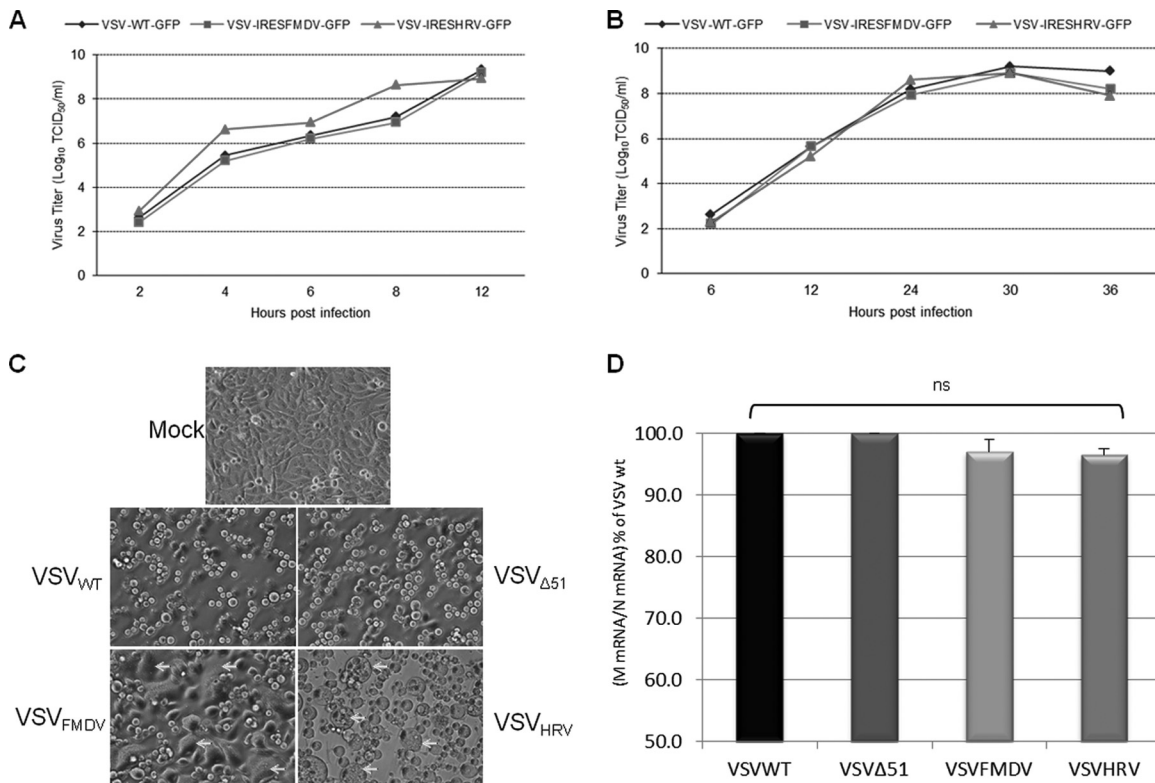 A
VSV-WT-GFP VSV-IRESFMDV-GFP VSV-IRESHRV-GFP
Virus Titer (Log10 TCID50/ml)
10
8
6
4
2
0
2 4 6 8 12
Hours post infection
B
VSV-WT-GFP VSV-IRESFMDV-GFP VSV-IRESHRV-GFP
Virus Titer (Log10 TCID50/ml)
10
8
6
4
2
0
6 12 24 30 36
Hours post infection
C
Mock
VSVWT
VSVΔ51
VSVFMDV
VSVHRV
D
ns
(M mRNA/N mRNA) % of VSV wt
100.0
90.0
80.0
70.0
60.0
50.0
VSVWT VSVΔ51 VSVFMDV VSVHRV